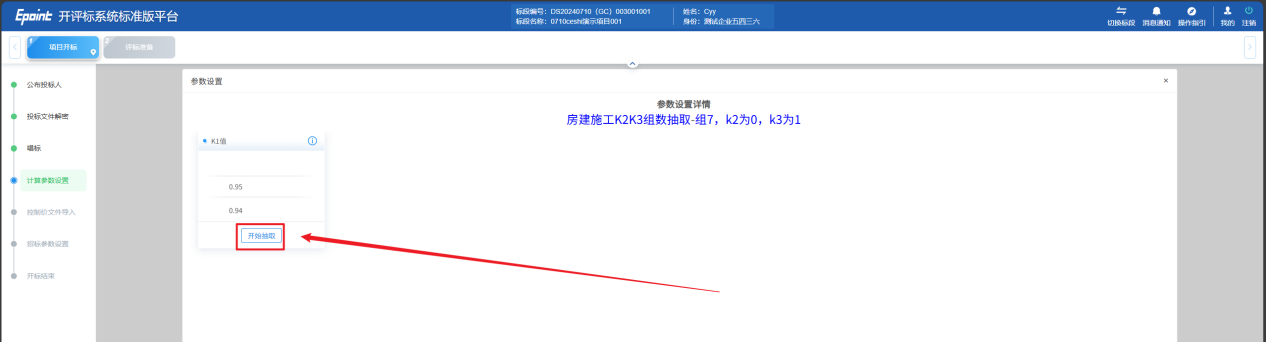 Epoint 开评标系统标准版平台
标段编号：DS20240710（GC）003001001
标段名称：0710ceshi演示项目001
姓名：Cyy
身份：测试企业五四三六
切换标段 消息通知 操作指引 我的 注销
1 项目开标
2 评标准备
公布投标人
投标文件解密
唱标
计算参数设置
控制价文件导入
招标参数设置
开标结束
参数设置 ×
参数设置详情
房建施工K2K3组数抽取-组7，k2为0，k3为1
K1值
0.95
0.94
开始抽取